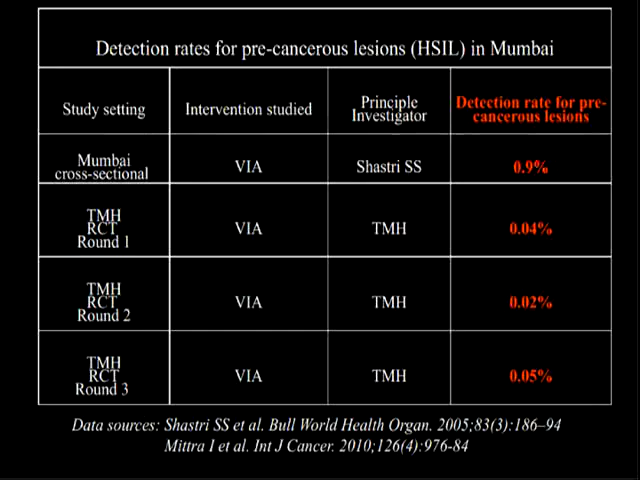 Detection rates for pre-cancerous lesions (HSIL) in Mumbai
Study setting
Intervention studied
Principle
Investigator
Detection rate for pre-
cancerous lesions
Mumbai
cross-sectional
VIA
Shastri SS
0.9%
TMH
RCT
Round 1
VIA
TMH
0.04%
TMH
RCT
Round 2
VIA
TMH
0.02%
TMH
RCT
Round 3
VIA
TMH
0.05%
Data sources: Shastri SS et al. Bull World Health Organ. 2005;83(3):186–94
Mittra I et al. Int J Cancer. 2010;126(4):976-84